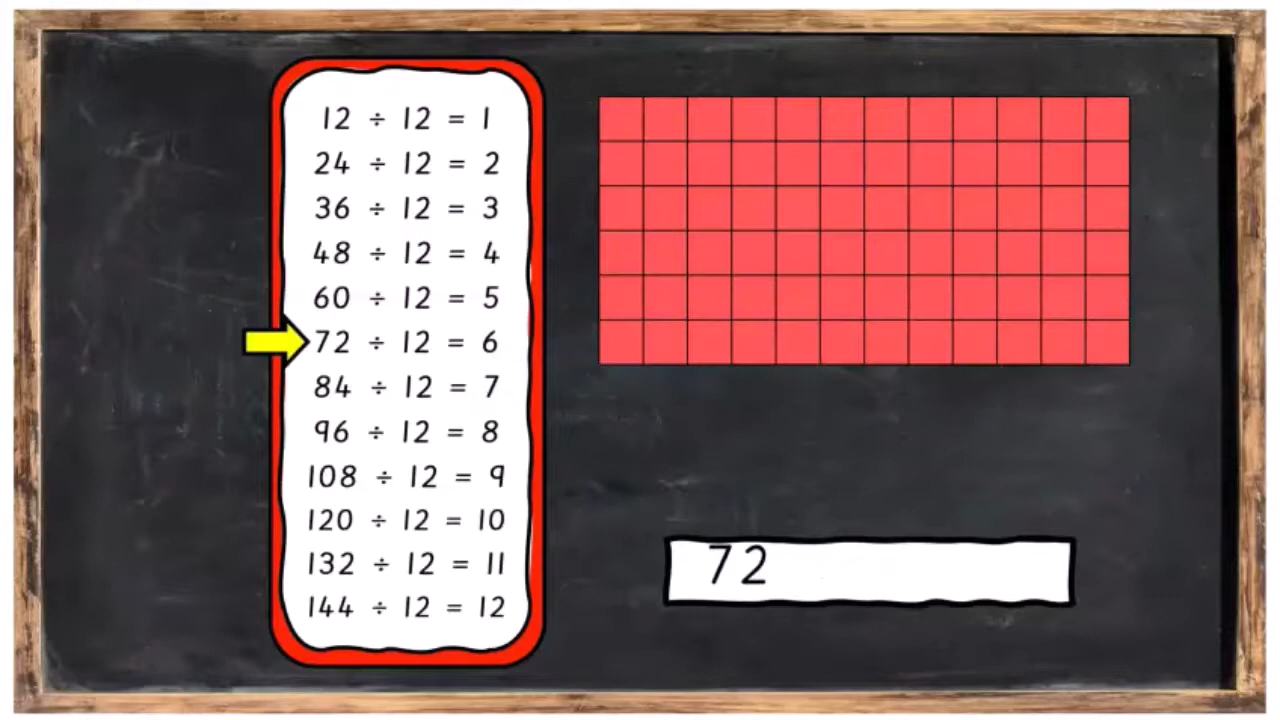 12 ÷ 12 = 1
24 ÷ 12 = 2
36 ÷ 12 = 3
48 ÷ 12 = 4
60 ÷ 12 = 5
72 ÷ 12 = 6
84 ÷ 12 = 7
96 ÷ 12 = 8
108 ÷ 12 = 9
120 ÷ 12 = 10
132 ÷ 12 = 11
144 ÷ 12 = 12
72